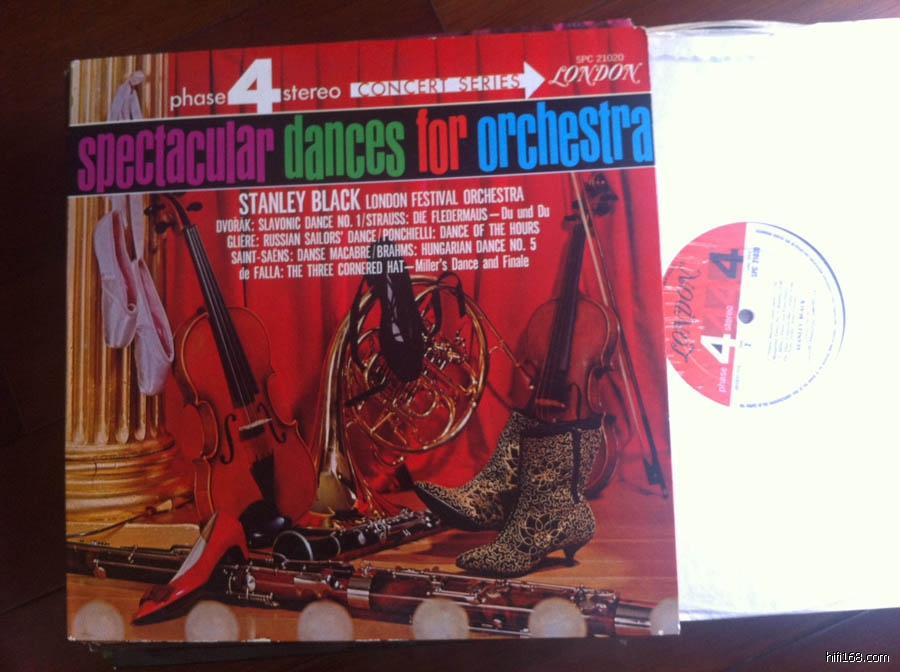 phase 4 stereo CONCERT SERIES
SPC 21020
LONDON
spectacular dances for orchestra
STANLEY BLACK LONDON FESTIVAL ORCHESTRA
DVOŘÁK: SLAVONIC DANCE NO. 1/STRAUSS: DIE FLEDERMAUS—Du und Du
GLIERE: RUSSIAN SAILORS' DANCE/PONCHIELLI: DANCE OF THE HOURS
SAINT-SAËNS: DANSE MACABRE/BRAHMS: HUNGARIAN DANCE NO. 5
de FALLA: THE THREE CORNERED HAT—Miller's Dance and Finale
LONDON
phase 4 stereo
4
SPC 21020
2
STANLEY BLACK
hifi168.com